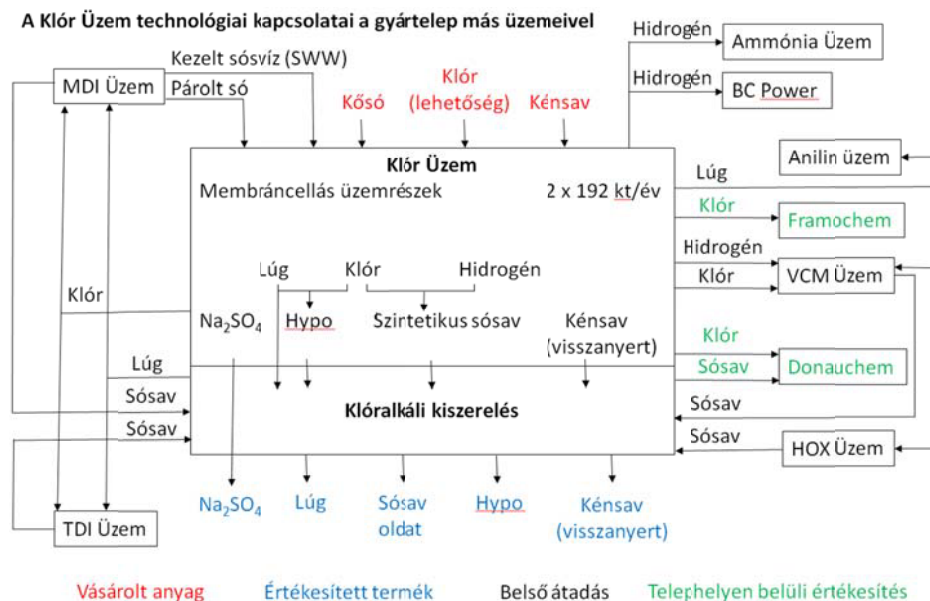 A Klór Üzem technológiai kapcsolatai a gyártelep más üzemeivel
Hidrogén
Ammónia Üzem
Kezelt sósvíz (SWW)
MDI Üzem
Párolt só
Klór
(lehetőség)
Kősó
Kénsav
Hidrogén
BC Power
Klór Üzem
Membráncellás üzemrészek
2 x 192 kt/év
Anilin üzem
Lúg
Klór
Framochem
Hidrogén
Klór
VCM Üzem
Lúg
Klór
Hidrogén
Klór
Na₂SO₄
Hypo
Szirtetikus sósav
Kénsav
(visszanyert)
Klór
Sósav
Donauchem
Lúg
Sósav
Sósav
Klóralkáli kiszerelés
Sósav
Sósav
HOX Üzem
TDI Üzem
Na₂SO₄
Lúg
Sósav
oldat
Hypo
Kénsav
(visszanyert)
Vásárolt anyag
Értékesített termék
Belső átadás
Telephelyen belüli értékesítés